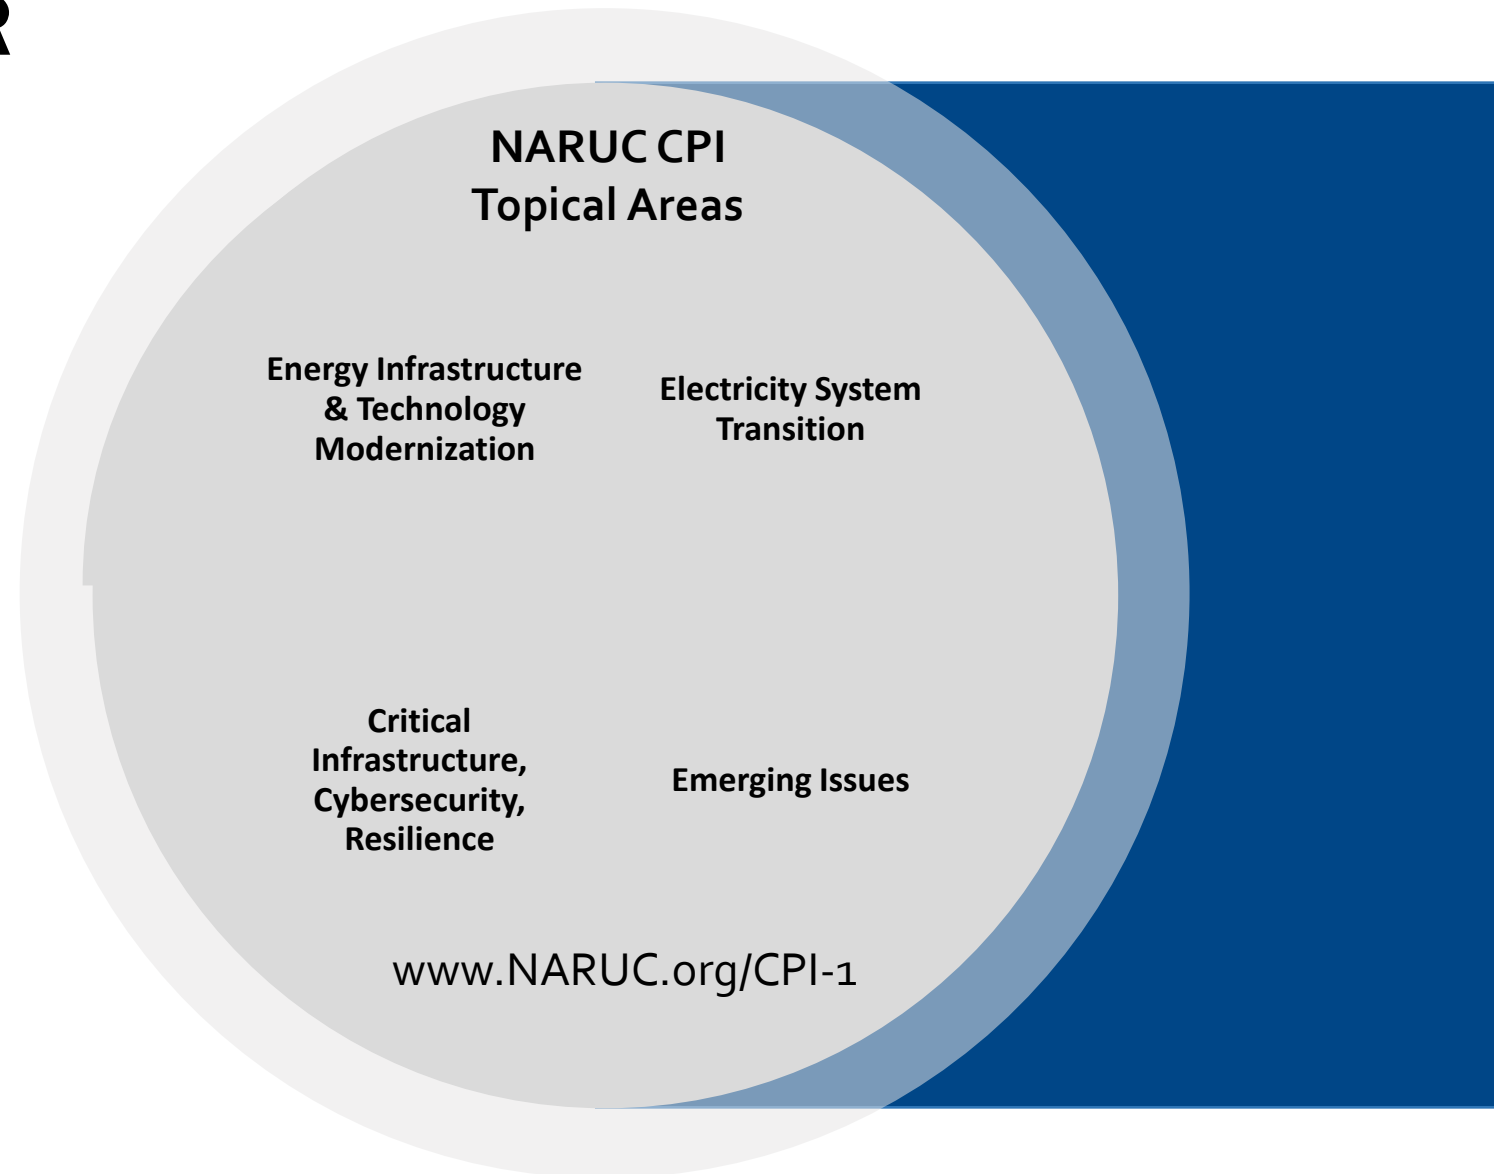 R
NARUC CPI
Topical Areas
Energy Infrastructure
& Technology
Modernization
Electricity System
Transition
Critical
Infrastructure,
Cybersecurity,
Resilience
Emerging Issues
www.NARUC.org/CPI-1